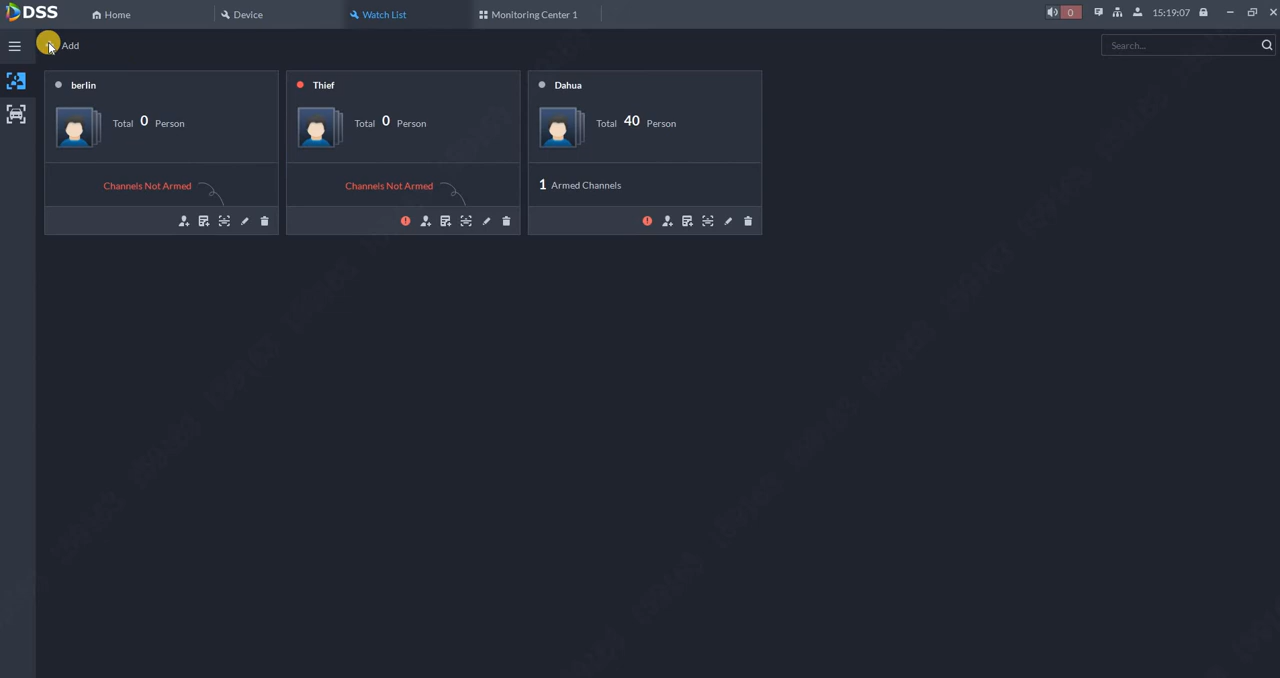 DSS Home Device Watch List Monitoring Center 1 0 15:19:07
Add Search...
berlin Thief Dahua
Total 0 Person Total 0 Person Total 40 Person
Channels Not Armed Channels Not Armed 1 Armed Channels